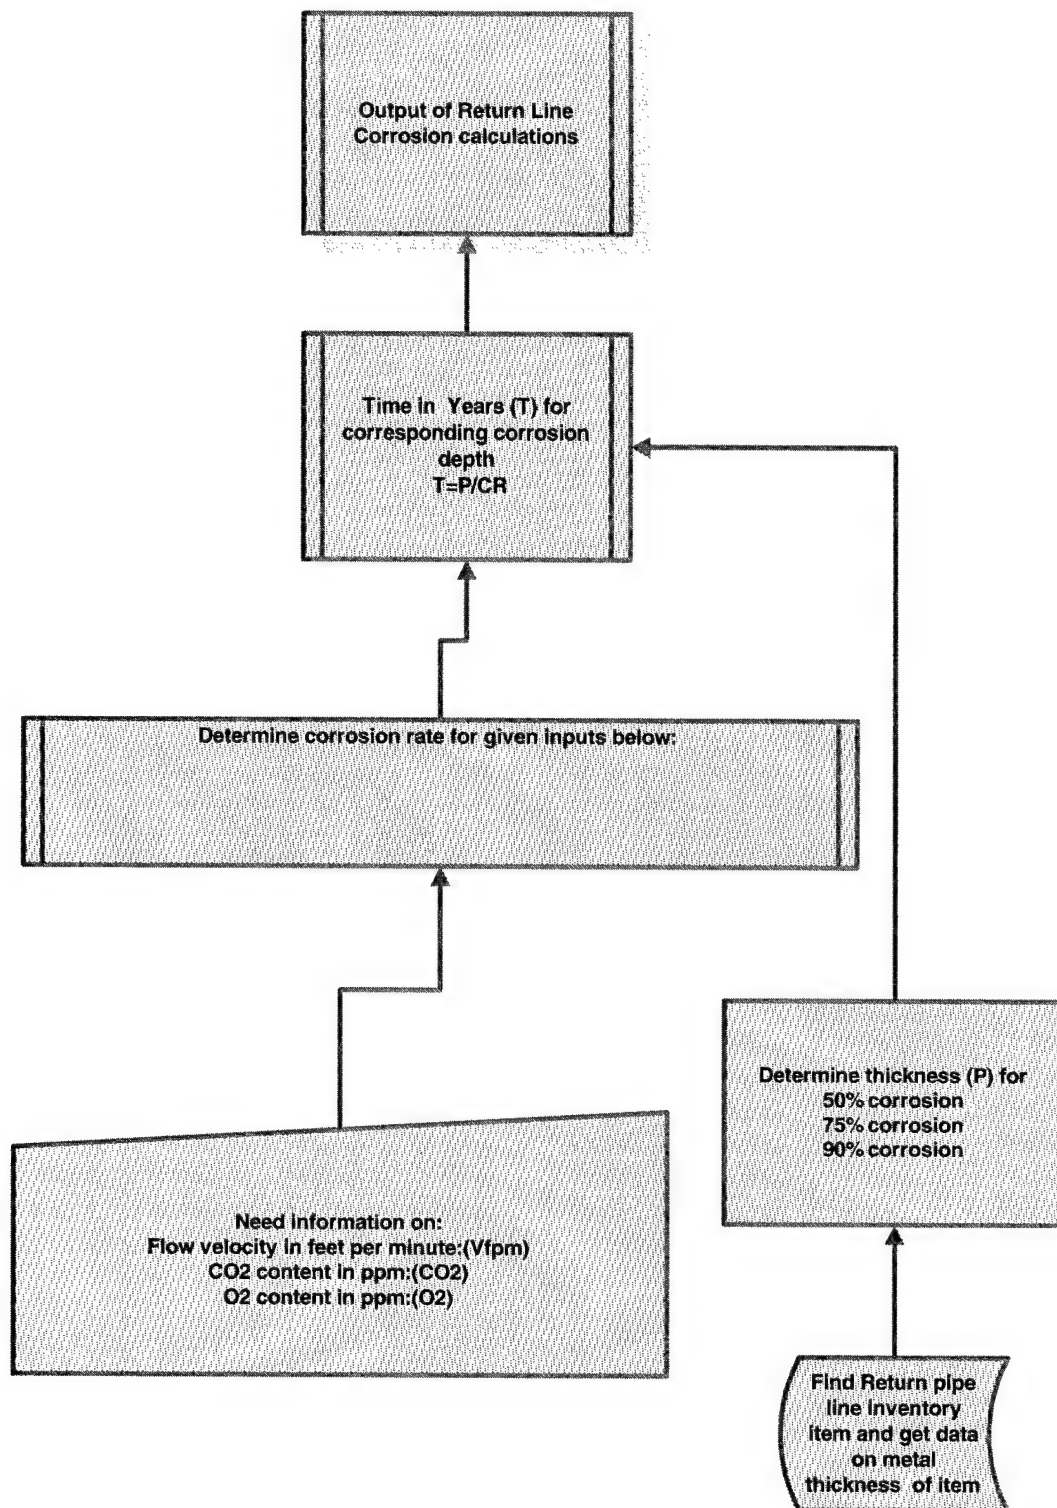 Output of Return Line
Corrosion calculations
Time in Years (T) for
corresponding corrosion
depth
T=P/CR
Determine corrosion rate for given inputs below:
Determine thickness (P) for
50% corrosion
75% corrosion
90% corrosion
Need information on:
Flow velocity in feet per minute:(Vfpm)
CO2 content in ppm:(CO2)
O2 content in ppm:(O2)
Find Return pipe
line inventory
item and get data
on metal
thickness of item